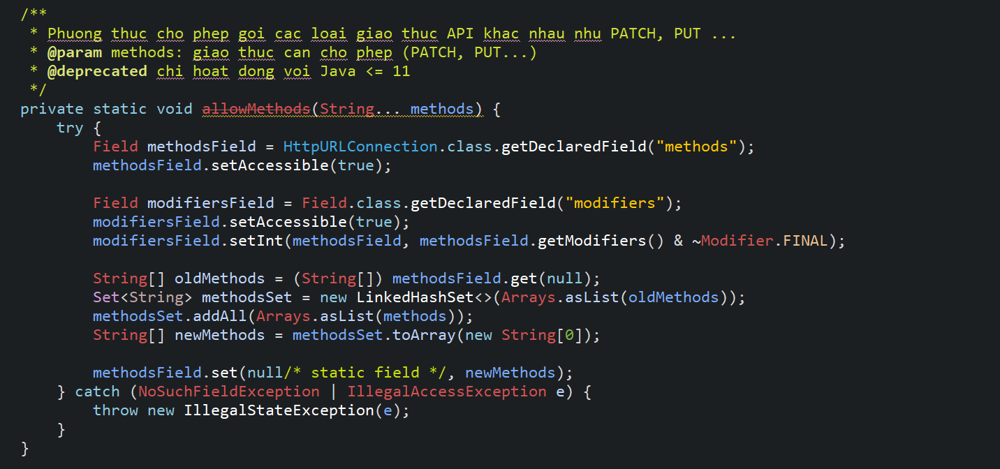 /**
 * Phuong thuc cho phep goi cac loai giao thuc API khac nhau nhu PATCH, PUT ...
 * @param methods: giao thuc can cho phep (PATCH, PUT...)
 * @deprecated chi hoat dong voi Java <= 11
 */
private static void allowMethods(String... methods) {
    try {
        Field methodsField = HttpURLConnection.class.getDeclaredField("methods");
        methodsField.setAccessible(true);

        Field modifiersField = Field.class.getDeclaredField("modifiers");
        modifiersField.setAccessible(true);
        modifiersField.setInt(methodsField, methodsField.getModifiers() & ~Modifier.FINAL);

        String[] oldMethods = (String[]) methodsField.get(null);
        Set<String> methodsSet = new LinkedHashSet<>(Arrays.asList(oldMethods));
        methodsSet.addAll(Arrays.asList(methods));
        String[] newMethods = methodsSet.toArray(new String[0]);

        methodsField.set(null/* static field */, newMethods);
    } catch (NoSuchFieldException | IllegalAccessException e) {
        throw new IllegalStateException(e);
    }
}